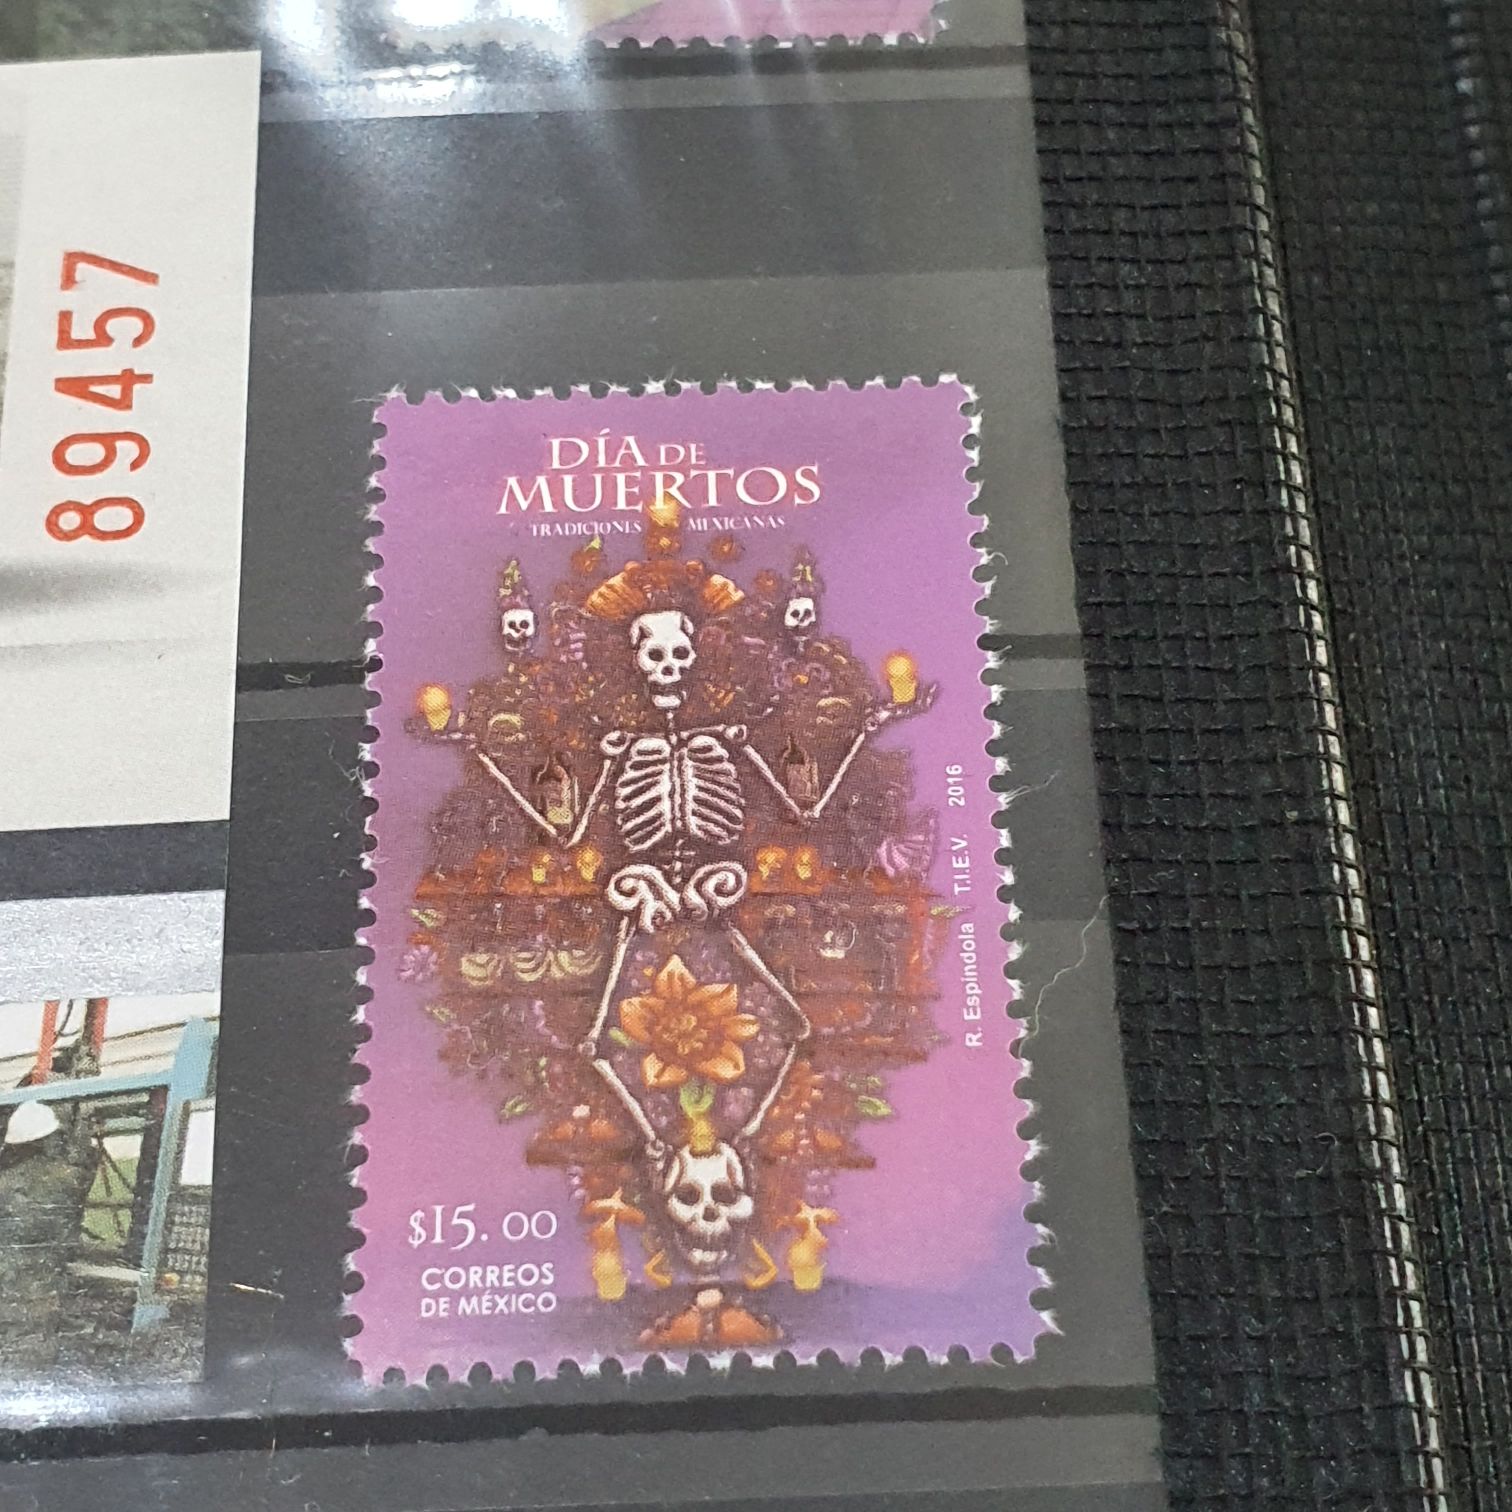 89457
DÍA DE
MUERTOS
TRADICIONES MEXICANAS
R. Espíndola T.I.E.V. 2016
$15.00
CORREOS
DE MÉXICO